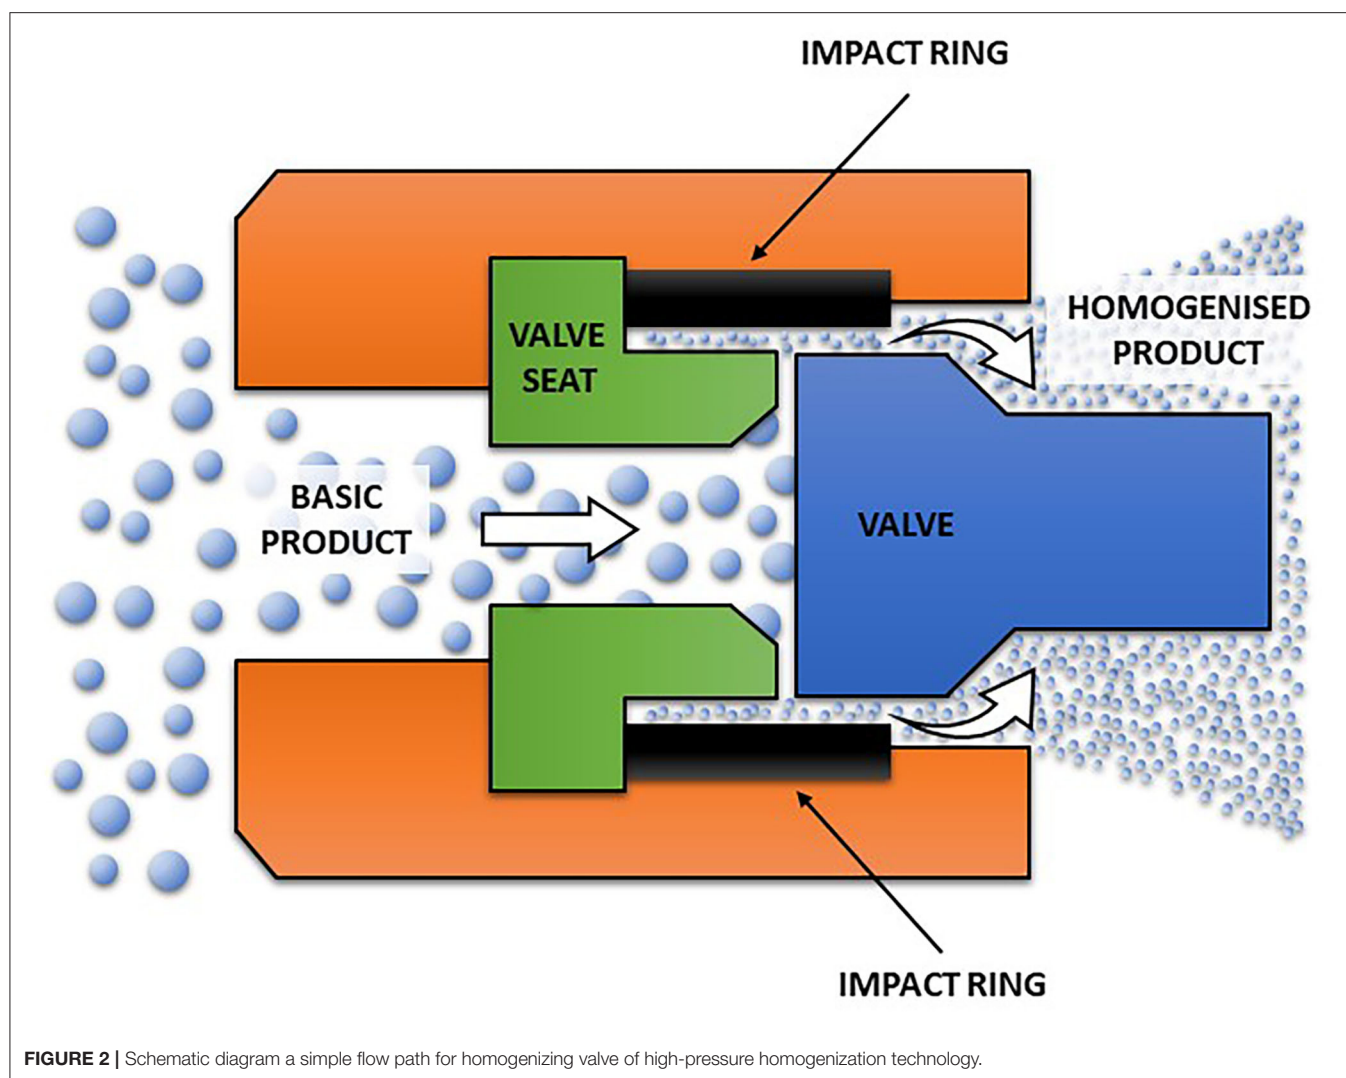 IMPACT RING
HOMOGENISED
PRODUCT
VALVE
SEAT
BASIC
PRODUCT
VALVE
IMPACT RING
FIGURE 2 | Schematic diagram a simple flow path for homogenizing valve of high-pressure homogenization technology.